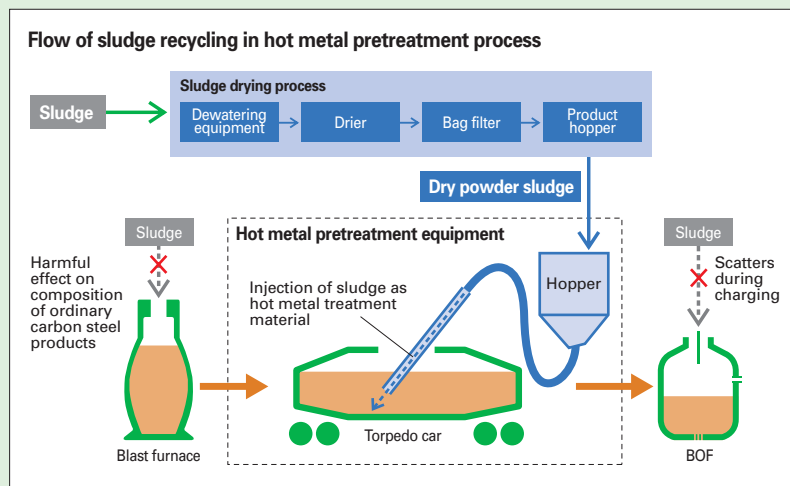 Flow of sludge recycling in hot metal pretreatment process
Sludge drying process
Sludge
Dewatering
equipment
Drier
Bag filter
Product
hopper
Dry powder sludge
Sludge
Harmful
effect on
composition
of ordinary
carbon steel
products
Blast furnace
Hot metal pretreatment equipment
Injection of sludge as
hot metal treatment
material
Hopper
Torpedo car
Sludge
Scatters
during
charging
BOF